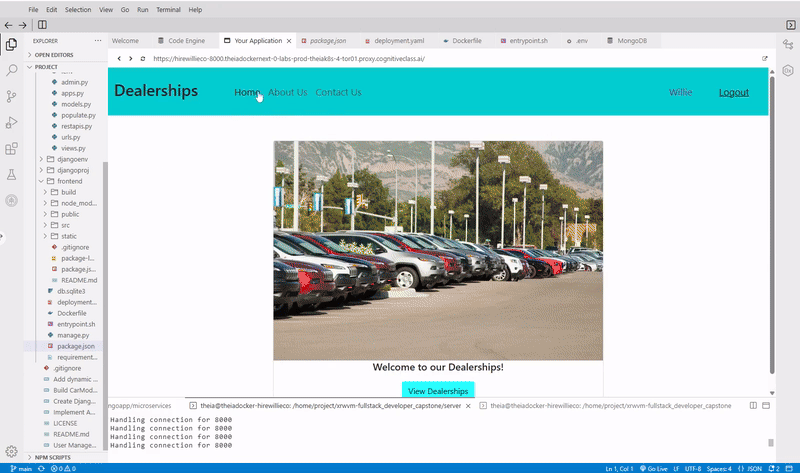 File Edit Selection View Go Run Terminal Help
EXPLORER
OPEN EDITORS
PROJECT
admin.py
apps.py
models.py
populate.py
restapis.py
urls.py
views.py
djangoenv
djangoproj
frontend
build
node_mod...
public
src
static
.gitignore
package-l...
package.js...
README.md
db.sqlite3
deployment...
Dockerfile
entrypoint.sh
manage.py
package.json
requirement...
.gitignore
Add dynamic ...
Build CarMod...
Create Djang...
Implement A...
LICENSE
README.md
User Manage...
NPM SCRIPTS
Welcome Code Engine Your Application package.json deployment.yaml Dockerfile entrypoint.sh .env MongoDB
https://hirewillieco-8000.theiadockernext-0-labs-prod-theiak8s-4-tor01.proxy.cognitiveclass.ai/
Dealerships Home About Us Contact Us Willie Logout
Welcome to our Dealerships!
View Dealerships
ngoapp/microservices theia@theiadocker-hirewillieco: /home/project/xrwvm-fullstack_developer_capstone/server theia@theiadocker-hirewillieco: /home/project/xrwvm-fullstack_developer_capstone
Handling connection for 8000
Handling connection for 8000
Handling connection for 8000
Handling connection for 8000
main 0 0 Ln 1, Col 1 Go Live LF UTF-8 Spaces: 4 {} JSON 2